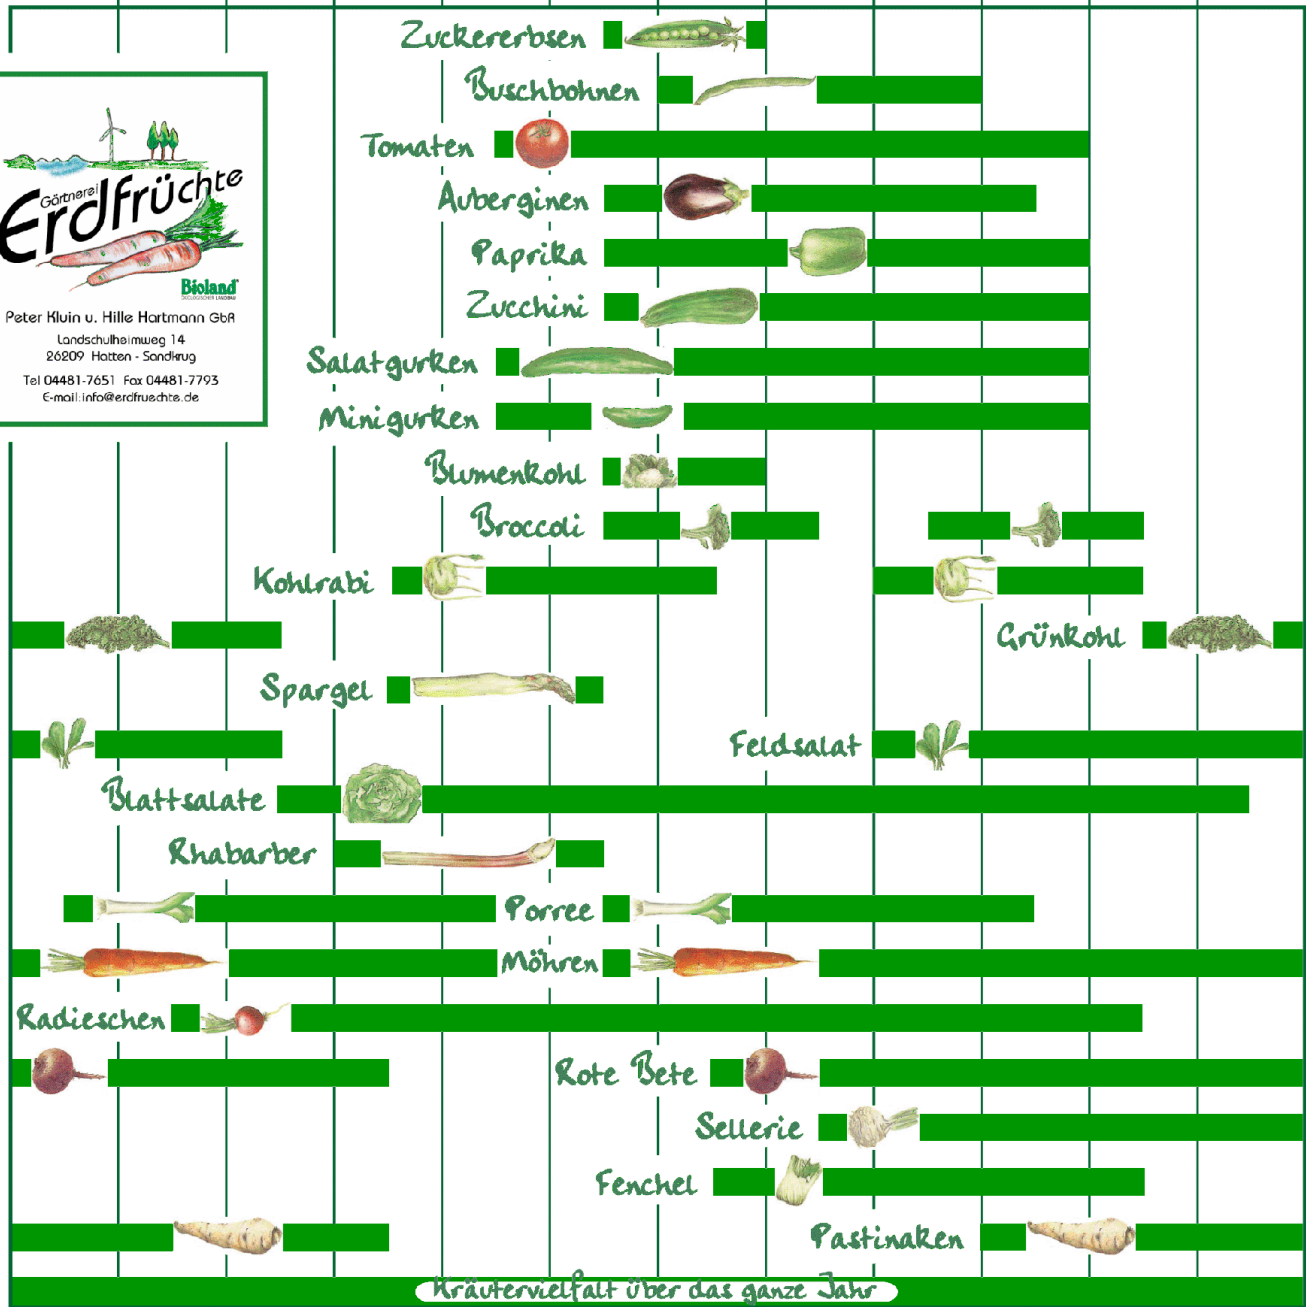 Zuckererbsen
Buschbohnen
Tomaten
Auberginen
Paprika
Zucchini
Salatgurken
Minigurken
Blumenkohl
Broccoli
Kohlrabi
Grünkohl
Spargel
Feldsalat
Blattsalate
Rhabarber
Porree
Möhren
Radieschen
Rote Bete
Sellerie
Fenchel
Pastinaken
Kräutervielfalt über das ganze Jahr
Gärtnerei
Erdfrüchte
Bioland
ÖKOLOGISCHER LANDBAU
Peter Kluin u. Hille Hartmann GbR
Landschulheimweg 14
26209 Hatten - Sandkrug
Tel 04481-7651 Fax 04481-7793
E-mail:info@erdfruechte.de